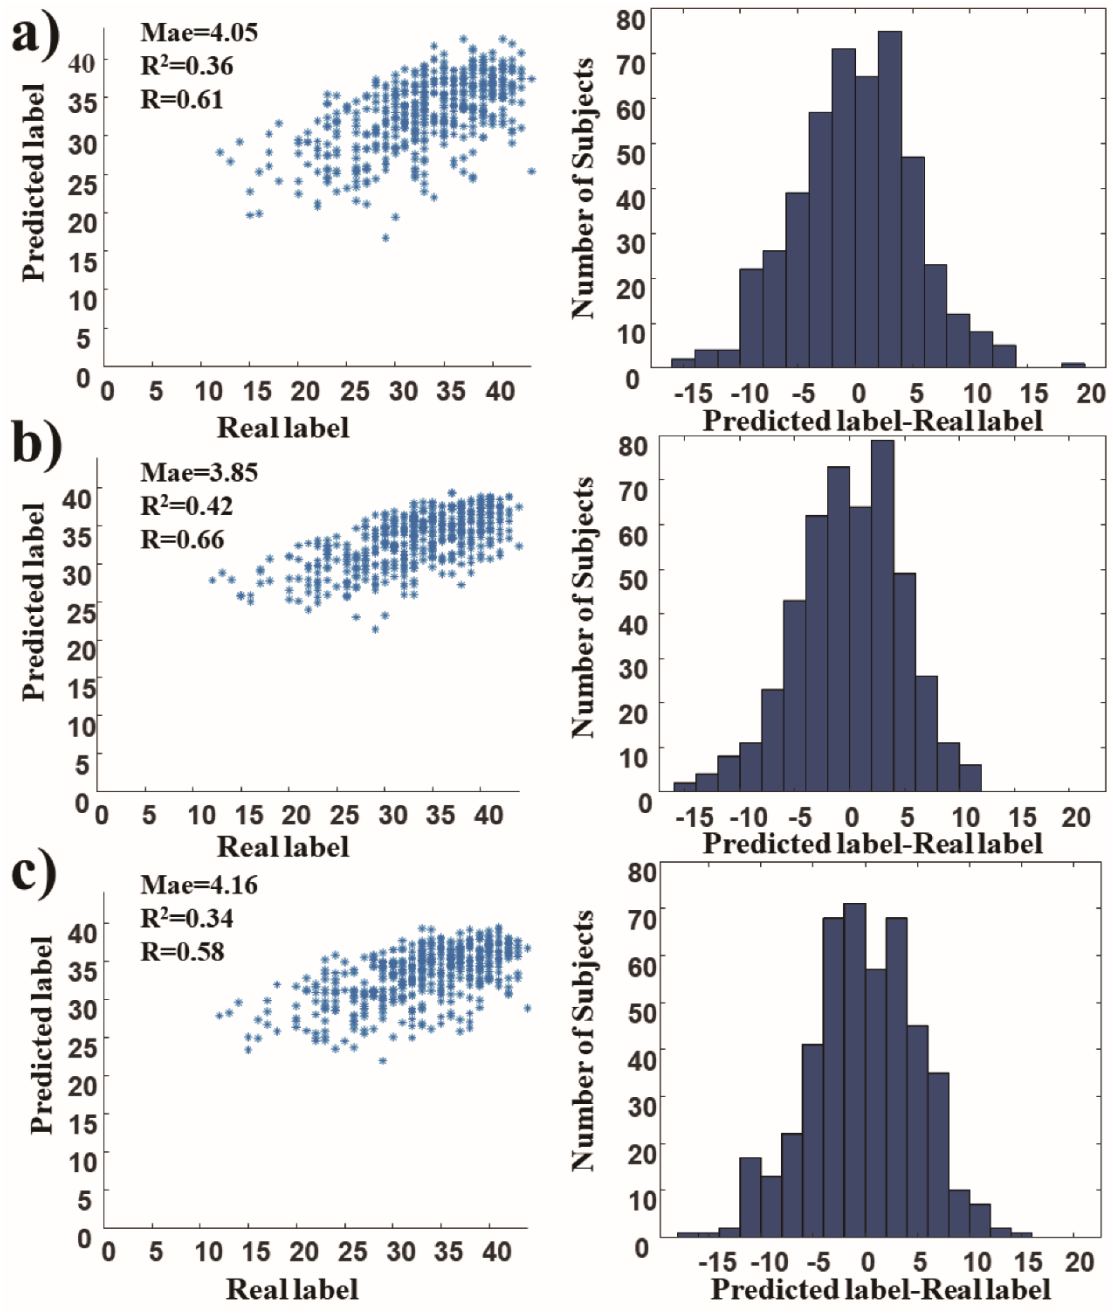 a)
Mae=4.05
R²=0.36
R=0.61
Predicted label
40
35
30
25
20
15
10
5
0
0 5 10 15 20 25 30 35 40
Real label
Number of Subjects
80
70
60
50
40
30
20
10
0
-15 -10 -5 0 5 10 15 20
Predicted label-Real label
b)
Mae=3.85
R²=0.42
R=0.66
Predicted label
40
35
30
25
20
15
10
5
0
0 5 10 15 20 25 30 35 40
Real label
Number of Subjects
80
70
60
50
40
30
20
10
0
-15 -10 -5 0 5 10 15 20
Predicted label-Real label
c)
Mae=4.16
R²=0.34
R=0.58
Predicted label
40
35
30
25
20
15
10
5
0
0 5 10 15 20 25 30 35 40
Real label
Number of Subjects
80
70
60
50
40
30
20
10
0
-15 -10 -5 0 5 10 15 20
Predicted label-Real label